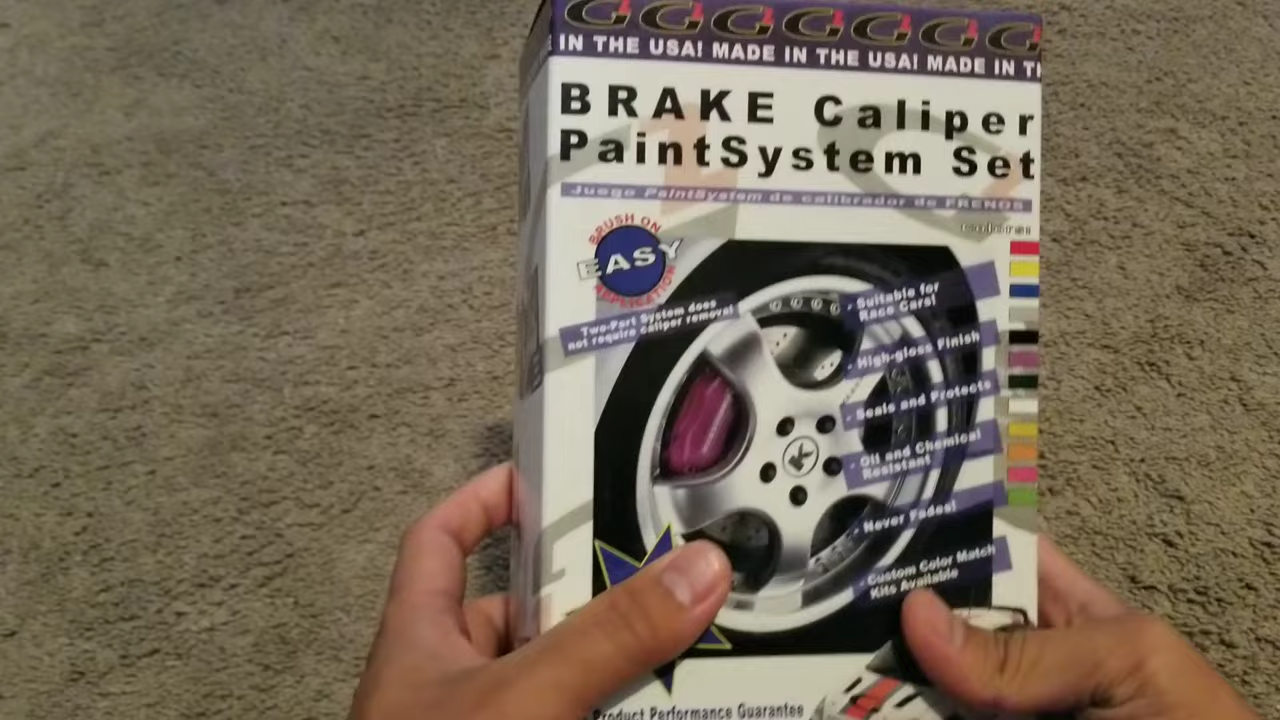 IN THE USA! MADE IN THE USA! MADE IN TH
BRAKE Caliper
PaintSystem Set
Juego PaintSystem de calibrador de FRENOS
colors:
BRUSH ON
EASY
APPLICATION
Two-Part System does
not require caliper removal
- Suitable for
Race Cars!
- High-gloss Finish
- Seals and Protects
- Oil and Chemical
Resistant
- Never Fades!
- Custom Color Match
Kits Available
Product Performance Guarantee